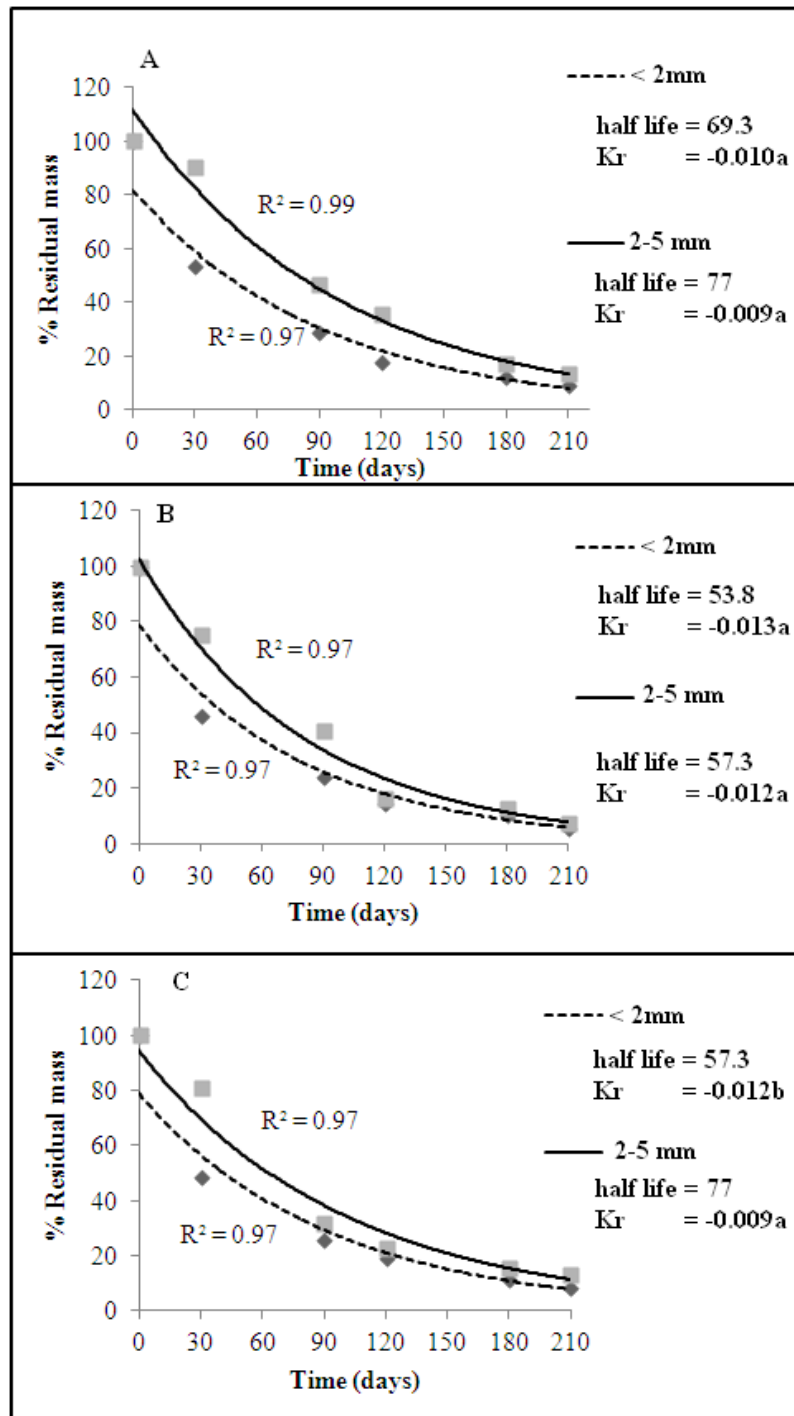 A
% Residual mass
120
100
80
60
40
20
0
0 30 60 90 120 150 180 210
Time (days)
R² = 0.99
R² = 0.97
< 2mm
half life = 69.3
Kr = -0.010a
2-5 mm
half life = 77
Kr = -0.009a
B
% Residual mass
120
100
80
60
40
20
0
0 30 60 90 120 150 180 210
Time (days)
R² = 0.97
R² = 0.97
< 2mm
half life = 53.8
Kr = -0.013a
2-5 mm
half life = 57.3
Kr = -0.012a
C
% Residual mass
120
100
80
60
40
20
0
0 30 60 90 120 150 180 210
Time (days)
R² = 0.97
R² = 0.97
< 2mm
half life = 57.3
Kr = -0.012b
2-5 mm
half life = 77
Kr = -0.009a